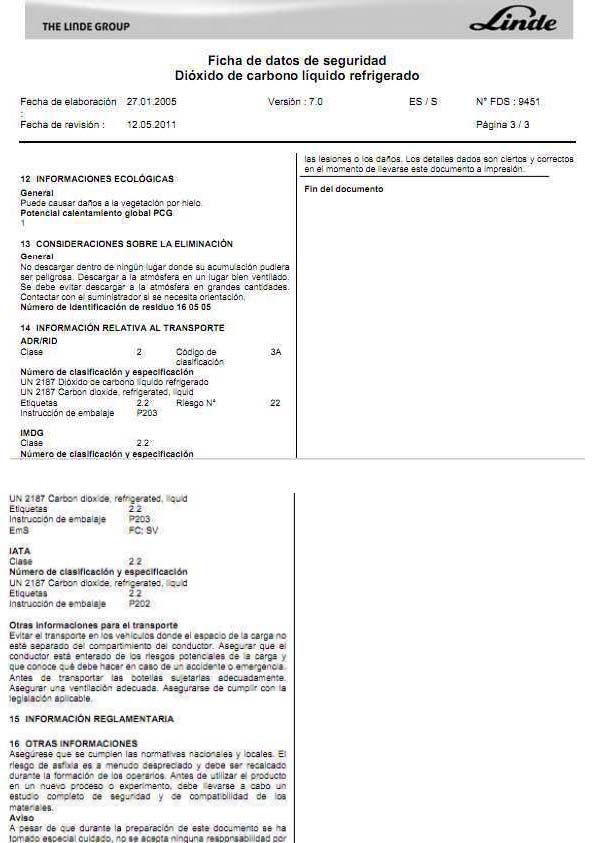 THE LINDE GROUP
Linde
Ficha de datos de seguridad
Dióxido de carbono líquido refrigerado
Fecha de elaboración 27.01.2005 Versión : 7.0 ES / S N° FDS : 9451
:
Fecha de revisión : 12.05.2011 Página 3 / 3
12 INFORMACIONES ECOLÓGICAS
General
Puede causar daños a la vegetación por hielo.
Potencial calentamiento global PCG
1
13 CONSIDERACIONES SOBRE LA ELIMINACIÓN
General
No descargar dentro de ningún lugar donde su acumulación pudiera
ser peligrosa. Descargar a la atmósfera en un lugar bien ventilado.
Se debe evitar descargar a la atmósfera en grandes cantidades.
Contactar con el suministrador si se necesita orientación.
Número de identificación de residuo 16 05 05
14 INFORMACIÓN RELATIVA AL TRANSPORTE
ADR/RID
Clase 2 Código de 3A
clasificación
Número de clasificación y especificación
UN 2187 Dióxido de carbono líquido refrigerado
UN 2187 Carbon dioxide, refrigerated, liquid
Etiquetas 2.2 Riesgo N° 22
Instrucción de embalaje P203
IMDG
Clase 2.2
Número de clasificación y especificación
las lesiones o los daños. Los detalles dados son ciertos y correctos
en el momento de llevarse este documento a impresión.
Fin del documento
UN 2187 Carbon dioxide, refrigerated, liquid
Etiquetas 2.2
Instrucción de embalaje P203
EmS FC; SV
IATA
Clase 2.2
Número de clasificación y especificación
UN 2187 Carbon dioxide, refrigerated, liquid
Etiquetas 2.2
Instrucción de embalaje P202
Otras informaciones para el transporte
Evitar el transporte en los vehículos donde el espacio de la carga no
esté separado del compartimiento del conductor. Asegurar que el
conductor está enterado de los riesgos potenciales de la carga y
que conoce qué debe hacer en caso de un accidente o emergencia.
Antes de transportar las botellas sujetarlas adecuadamente.
Asegurar una ventilación adecuada. Asegurarse de cumplir con la
legislación aplicable.
15 INFORMACIÓN REGLAMENTARIA
16 OTRAS INFORMACIONES
Asegúrese que se cumplen las normativas nacionales y locales. El
riesgo de asfixia es a menudo despreciado y debe ser recalcado
durante la formación de los operarios. Antes de utilizar el producto
en un nuevo proceso o experimento, debe llevarse a cabo un
estudio completo de seguridad y de compatibilidad de los
materiales.
Aviso
A pesar de que durante la preparación de este documento se ha
tomado especial cuidado, no se acepta ninguna responsabilidad por